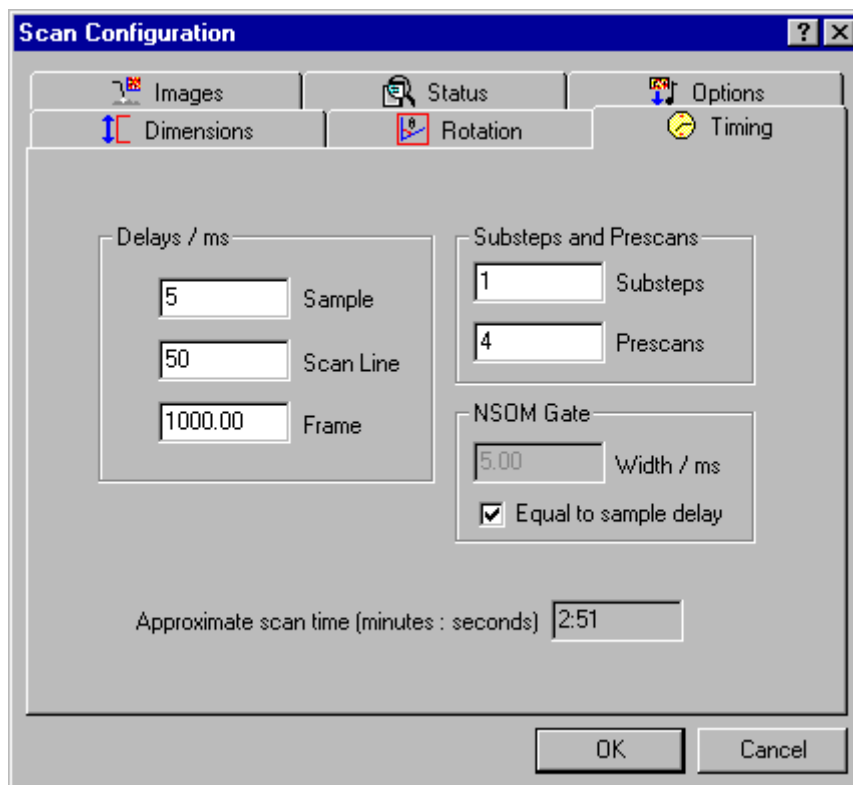 Scan Configuration
Images
Status
Options
Dimensions
Rotation
Timing
Delays / ms
5 Sample
50 Scan Line
1000.00 Frame
Substeps and Prescans
1 Substeps
4 Prescans
NSOM Gate
5.00 Width / ms
Equal to sample delay
Approximate scan time (minutes : seconds) 2:51
OK
Cancel